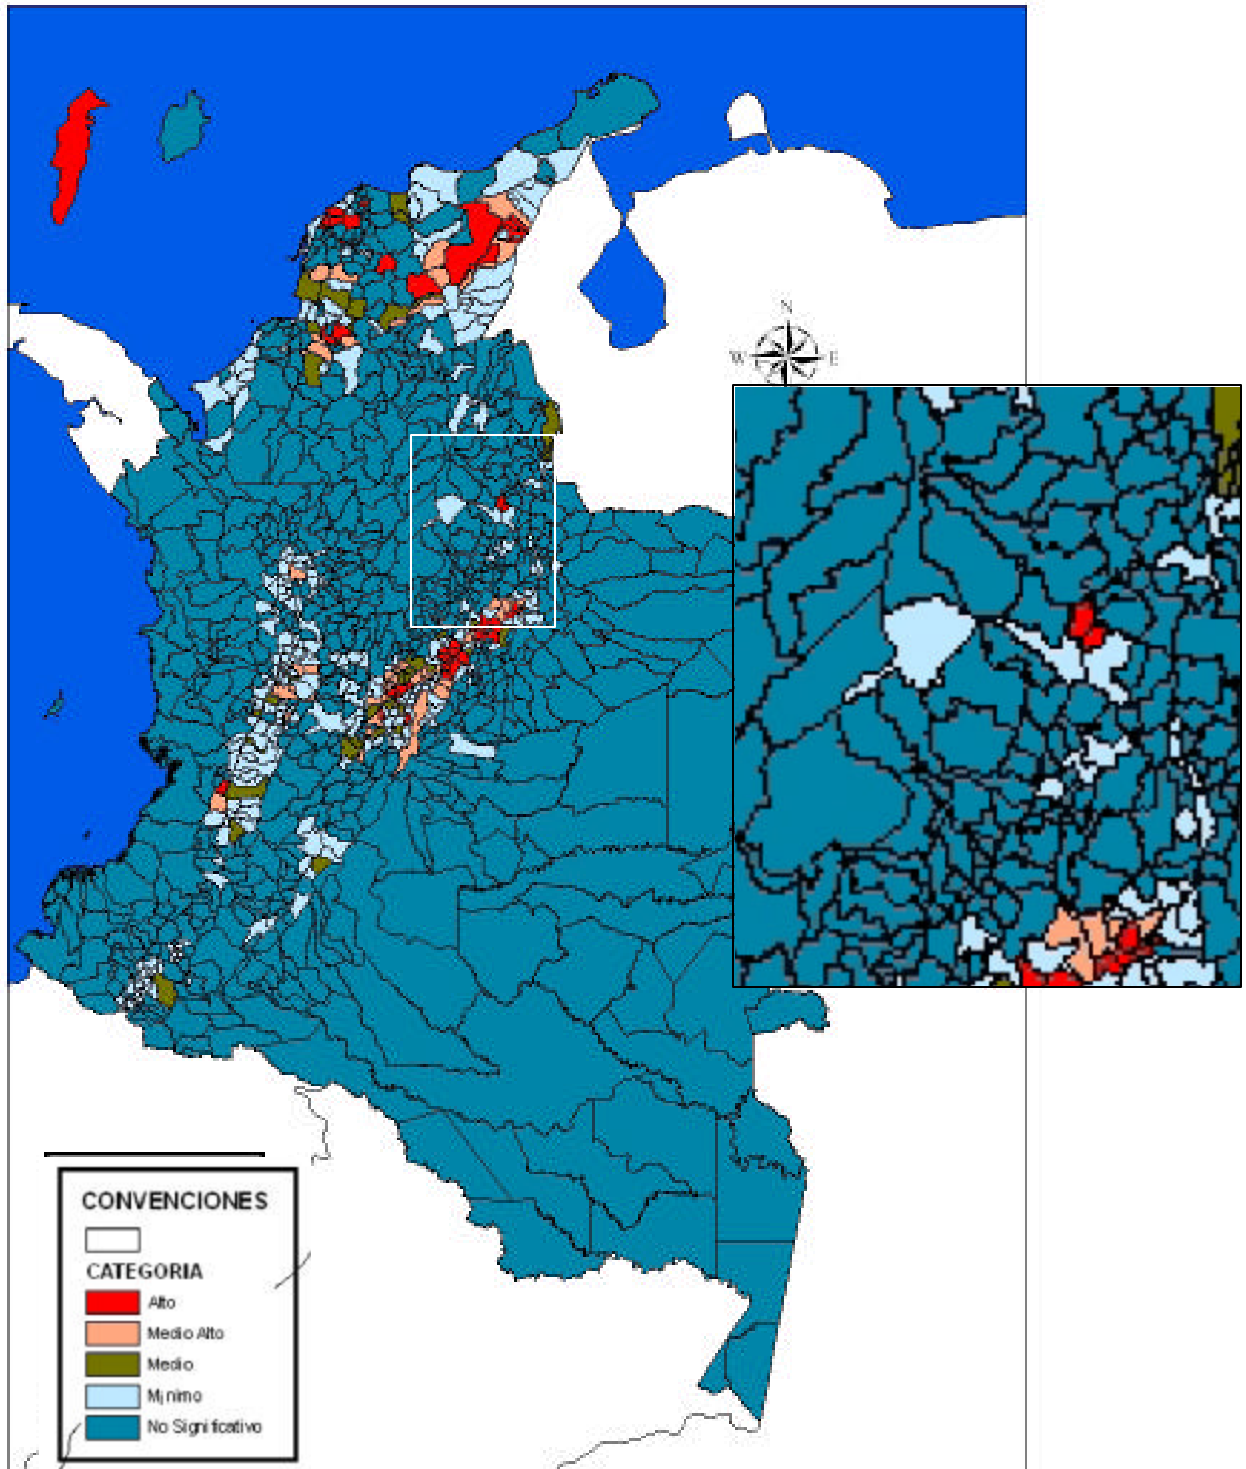 N
W E
CONVENCIONES
CATEGORIA
Alto
Medio Alto
Medio
Mjnimo
No Significativo